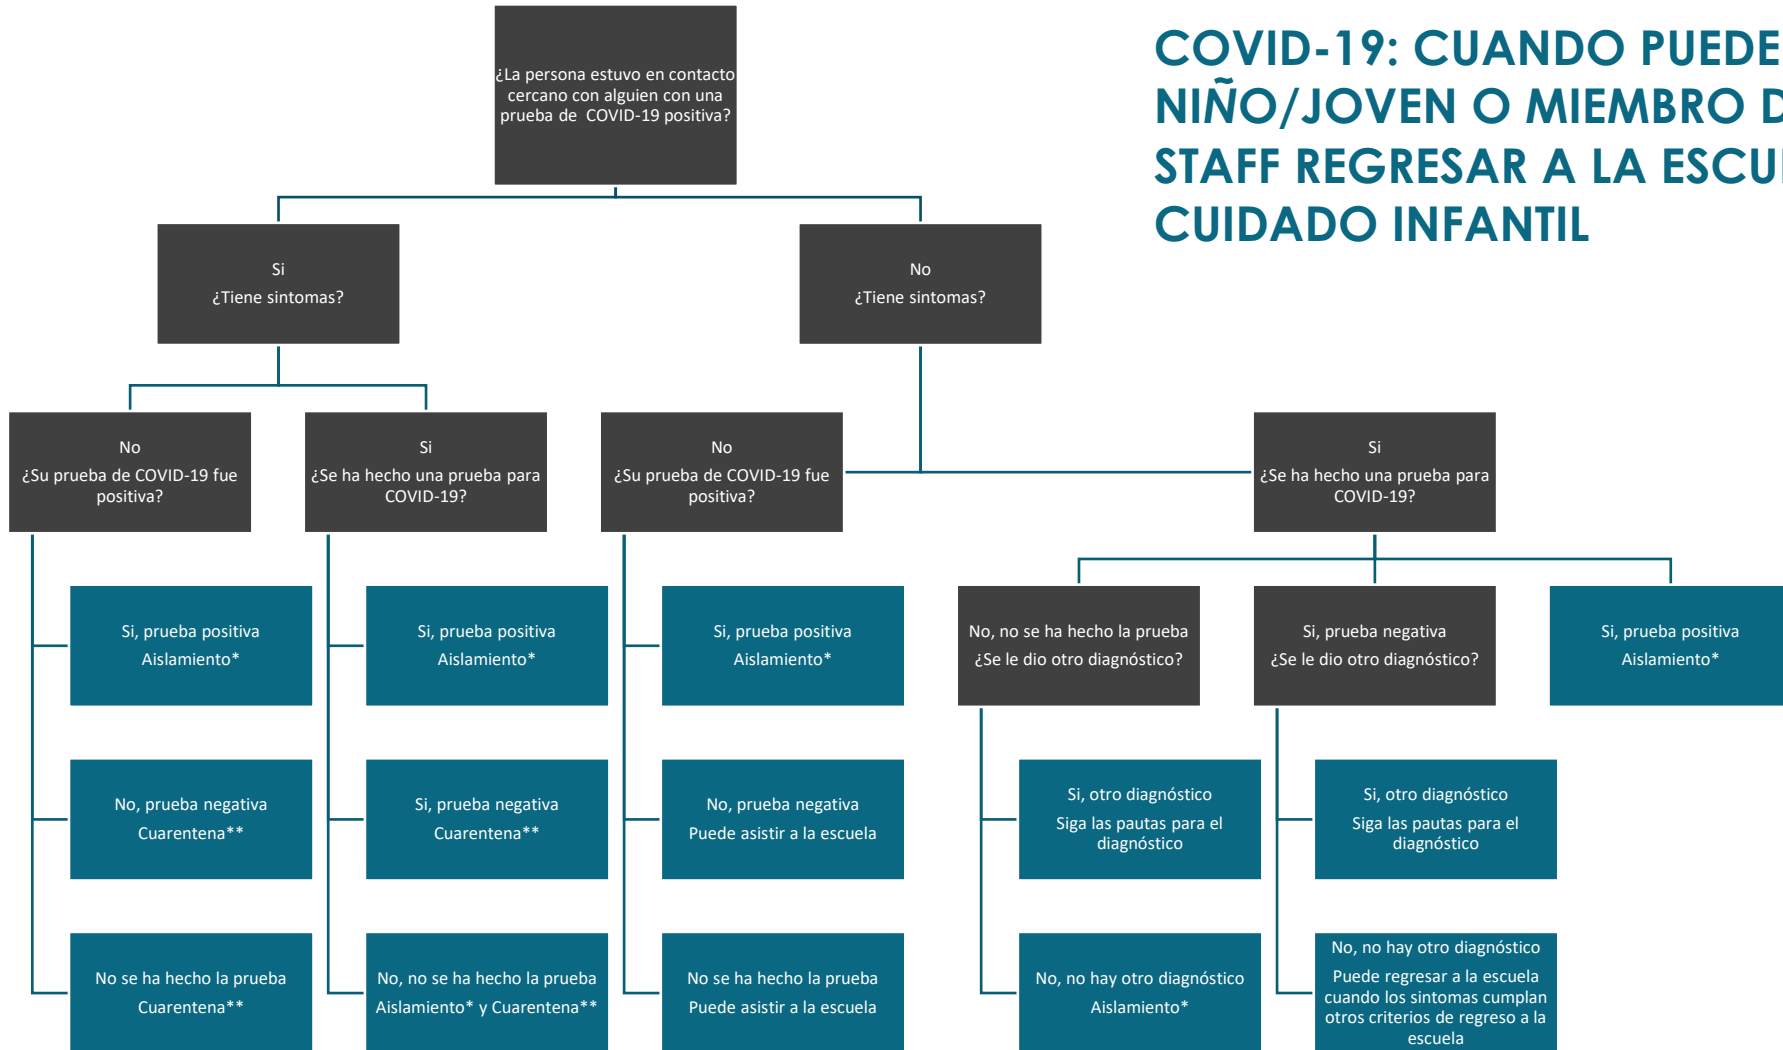 COVID-19: CUANDO PUEDE
NIÑO/JOVEN O MIEMBRO D
STAFF REGRESAR A LA ESCU
CUIDADO INFANTIL
¿La persona estuvo en contacto
cercano con alguien con una
prueba de COVID-19 positiva?
Si
¿Tiene sintomas?
No
¿Tiene sintomas?
No
¿Su prueba de COVID-19 fue
positiva?
Si
¿Se ha hecho una prueba para
COVID-19?
No
¿Su prueba de COVID-19 fue
positiva?
Si
¿Se ha hecho una prueba para
COVID-19?
Si, prueba positiva
Aislamiento*
Si, prueba positiva
Aislamiento*
Si, prueba positiva
Aislamiento*
No, no se ha hecho la prueba
¿Se le dio otro diagnóstico?
Si, prueba negativa
¿Se le dio otro diagnóstico?
Si, prueba positiva
Aislamiento*
No, prueba negativa
Cuarentena**
Si, prueba negativa
Cuarentena**
No, prueba negativa
Puede asistir a la escuela
Si, otro diagnóstico
Siga las pautas para el
diagnóstico
Si, otro diagnóstico
Siga las pautas para el
diagnóstico
No se ha hecho la prueba
Cuarentena**
No, no se ha hecho la prueba
Aislamiento* y Cuarentena**
No se ha hecho la prueba
Puede asistir a la escuela
No, no hay otro diagnóstico
Aislamiento*
No, no hay otro diagnóstico
Puede regresar a la escuela
cuando los sintomas cumplan
otros criterios de regreso a la
escuela